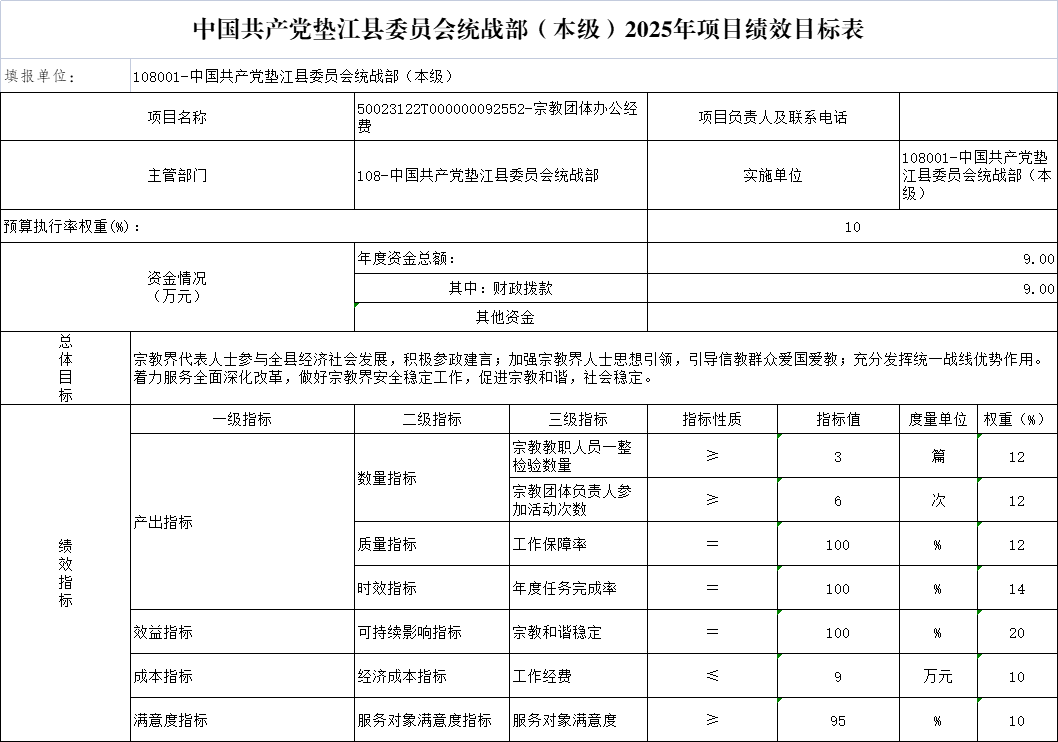 中国共产党垫江县委员会统战部（本级）2025年项目绩效目标表
填报单位： 108001-中国共产党垫江县委员会统战部（本级）
项目名称 50023122T000000092552-宗教团体办公经
费 项目负责人及联系电话
主管部门 108-中国共产党垫江县委员会统战部 实施单位 108001-中国共产党垫
江县委员会统战部（本
级）
预算执行率权重(%)： 10
资金情况
（万元）
年度资金总额： 9.00
其中：财政拨款 9.00
其他资金
总
体
目
标
宗教界代表人士参与全县经济社会发展，积极参政建言；加强宗教界人士思想引领，引导信教群众爱国爱教；充分发挥统一战线优势作用。
着力服务全面深化改革，做好宗教界安全稳定工作，促进宗教和谐，社会稳定。
绩
效
指
标
一级指标 二级指标 三级指标 指标性质 指标值 度量单位 权重（%）
产出指标 数量指标 宗教教职人员一整
检验数量 ≥ 3 篇 12
宗教团体负责人参
加活动次数 ≥ 6 次 12
质量指标 工作保障率 ＝ 100 % 12
时效指标 年度任务完成率 ＝ 100 % 14
效益指标 可持续影响指标 宗教和谐稳定 ＝ 100 % 20
成本指标 经济成本指标 工作经费 ≤ 9 万元 10
满意度指标 服务对象满意度指标 服务对象满意度 ≥ 95 % 10